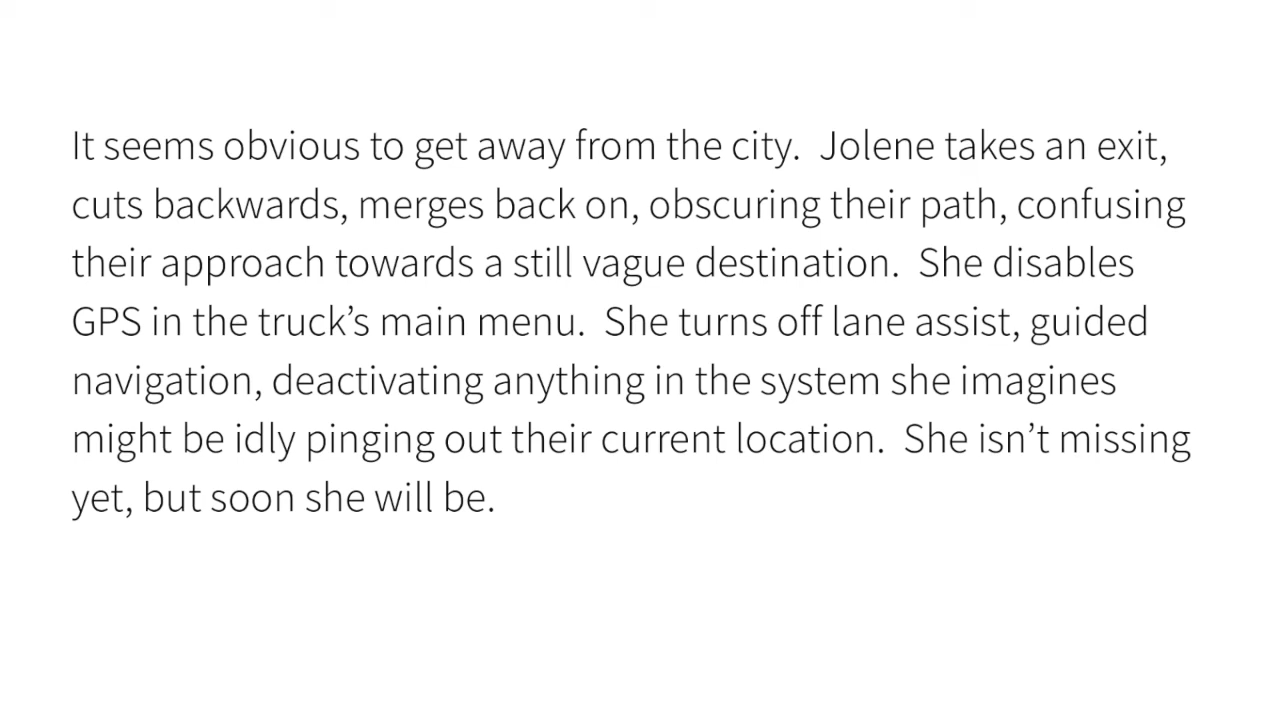 It seems obvious to get away from the city.  Jolene takes an exit,
cuts backwards, merges back on, obscuring their path, confusing
their approach towards a still vague destination.  She disables
GPS in the truck’s main menu.  She turns off lane assist, guided
navigation, deactivating anything in the system she imagines
might be idly pinging out their current location.  She isn’t missing
yet, but soon she will be.